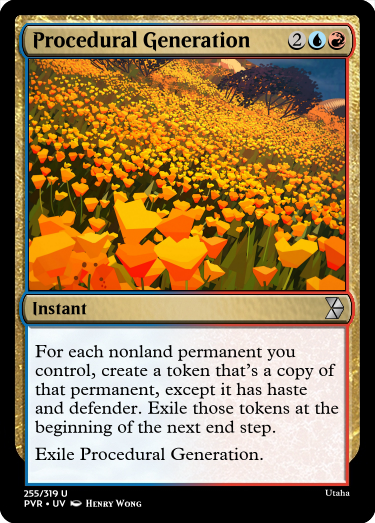 Procedural Generation 2
Instant
For each nonland permanent you
control, create a token that's a copy of
that permanent, except it has haste
and defender. Exile those tokens at the
beginning of the next end step.
Exile Procedural Generation.
255/319 U
Utaha
PVR • UV Henry Wong